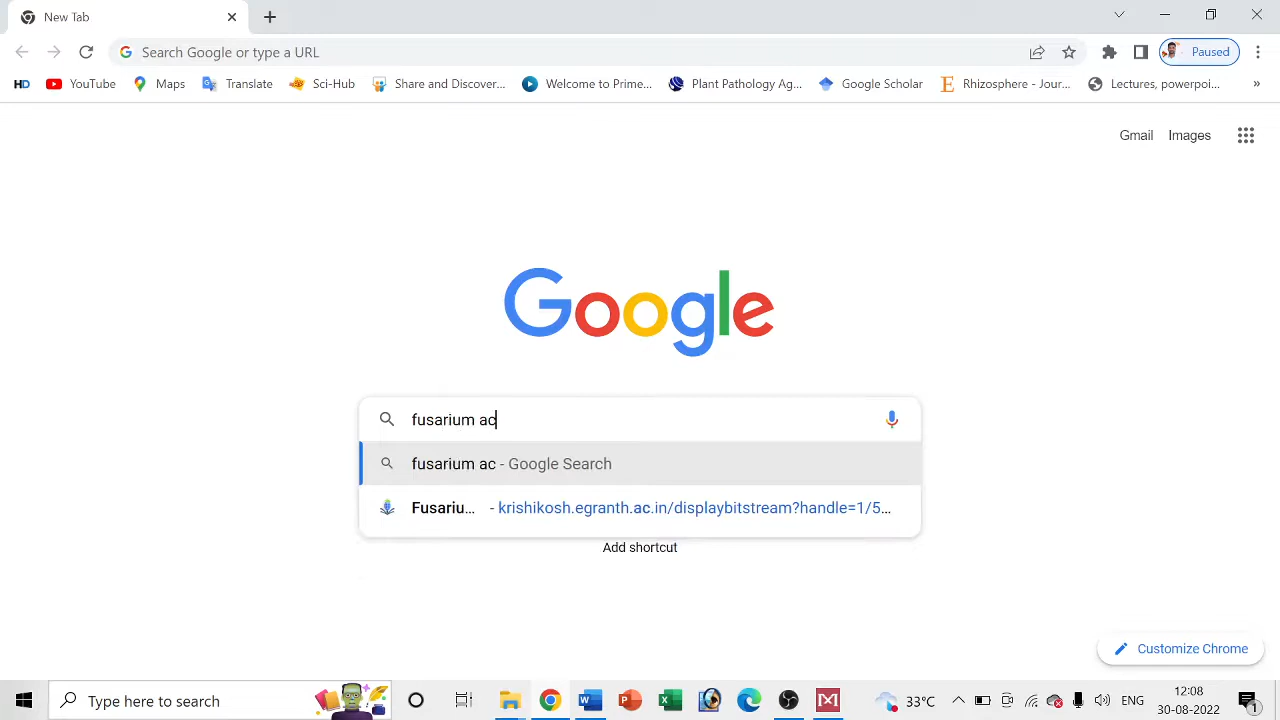 New Tab
Search Google or type a URL
Paused
HD YouTube Maps Translate Sci-Hub Share and Discover... Welcome to Prime... Plant Pathology Ag... Google Scholar Rhizosphere - Jour... Lectures, powerpoi... »
Gmail Images
Google
fusarium ac
fusarium ac - Google Search
Fusariu... - krishikosh.egranth.ac.in/displaybitstream?handle=1/5...
Add shortcut
Customize Chrome
Type here to search
33°C ENG 12:08
30-08-2022 1